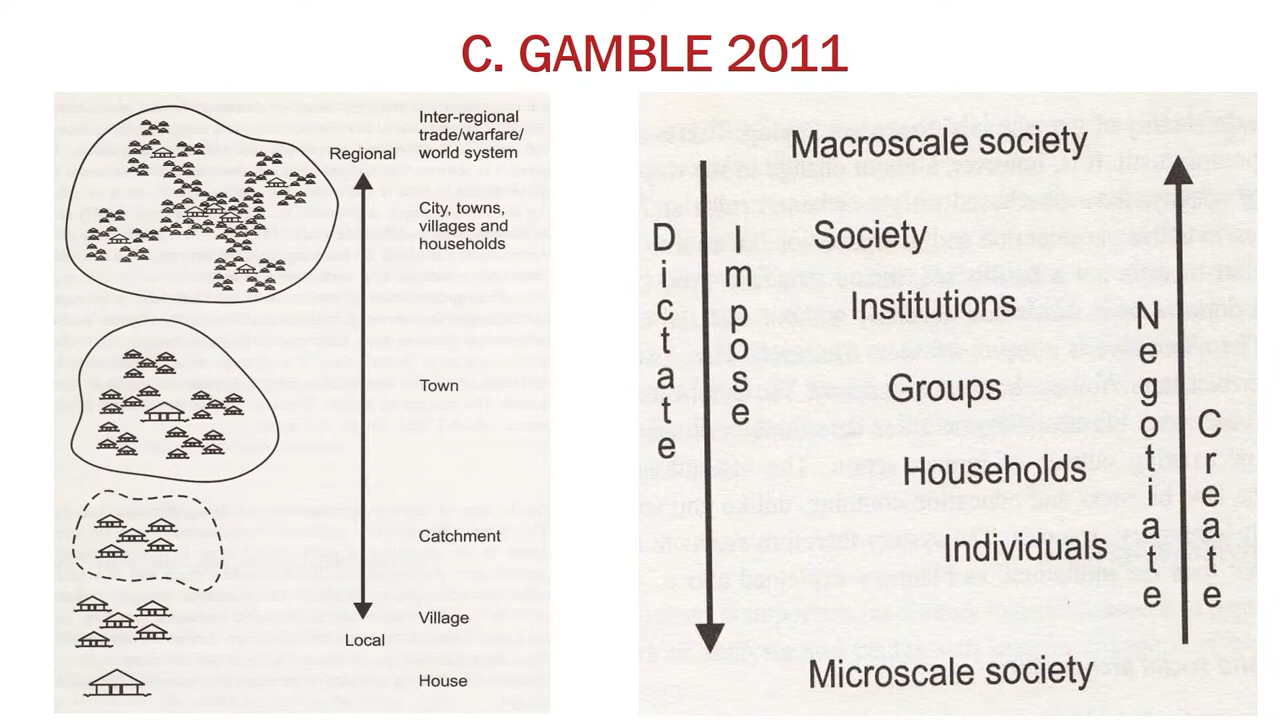 C. GAMBLE 2011
Inter-regional
trade/warfare/
world system
Regional
City, towns,
villages and
households
Town
Catchment
Village
Local
House
Macroscale society
Dictate
Impose
Society
Institutions
Groups
Households
Individuals
Negotiate
Create
Microscale society